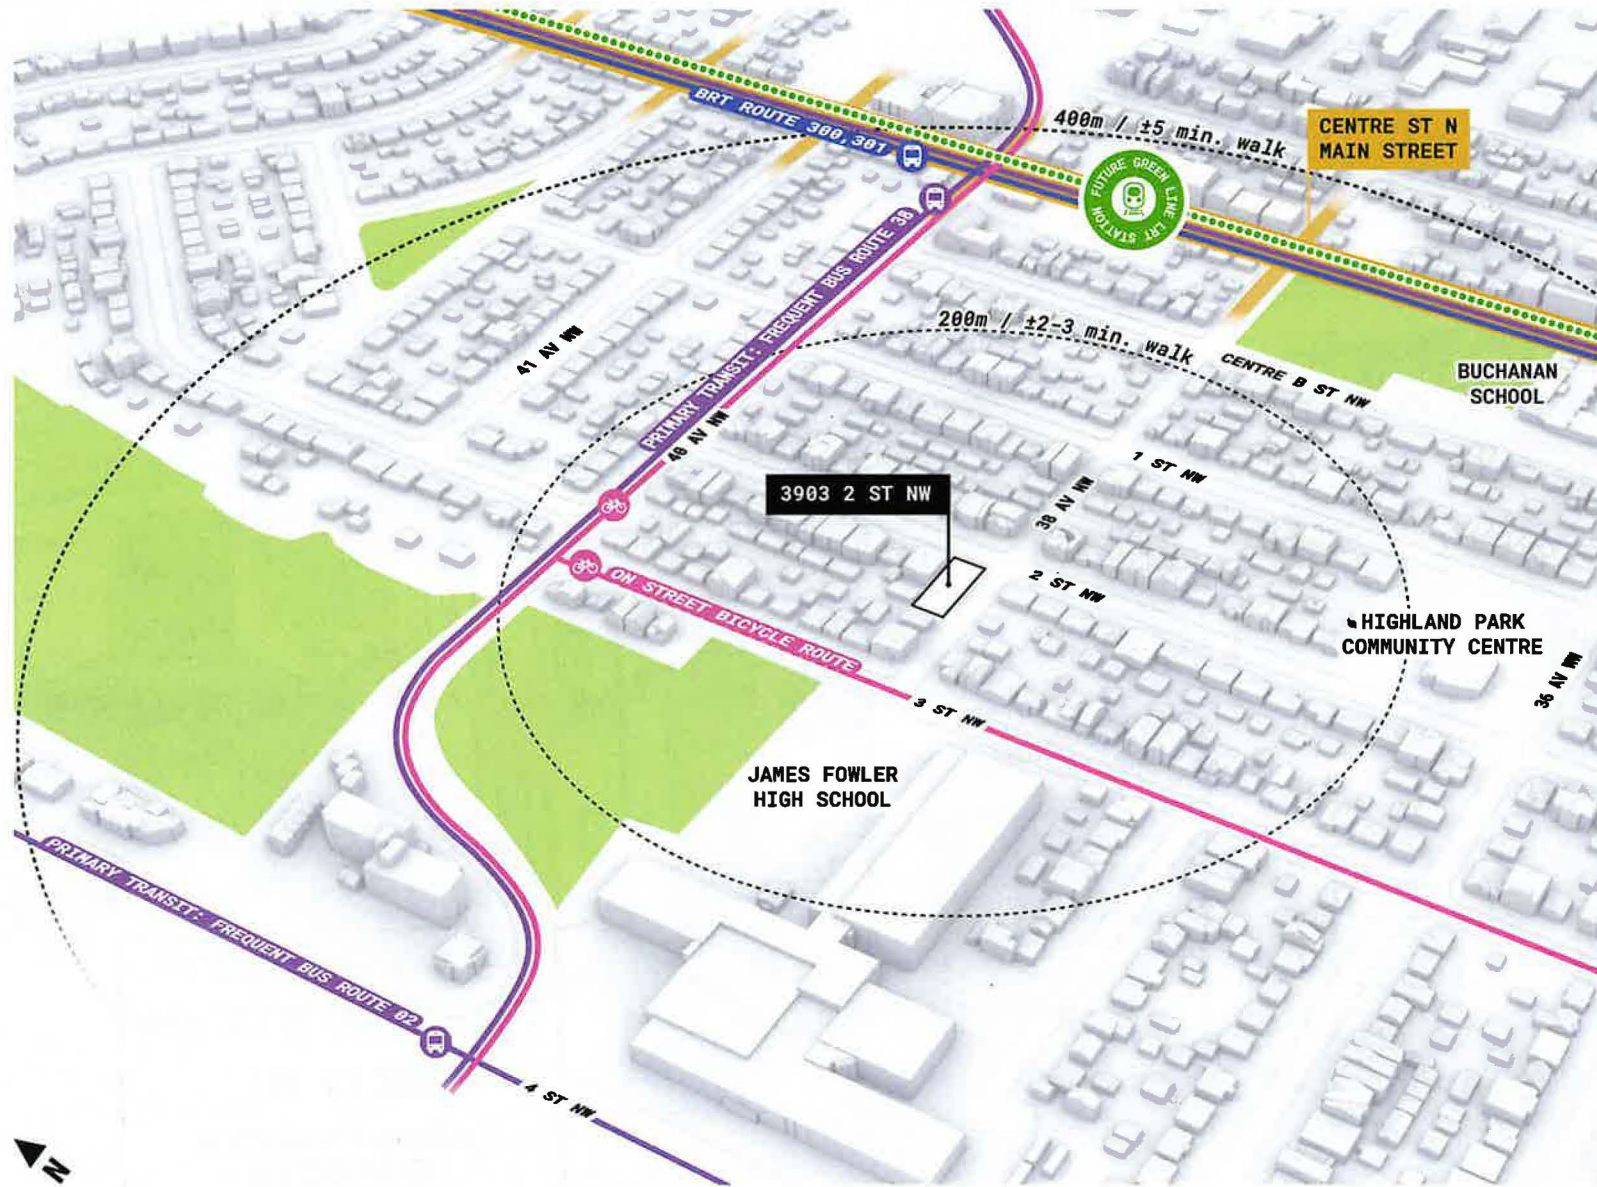 BRT ROUTE 300,301
400m / ±5 min. walk
CENTRE ST N
MAIN STREET
FUTURE GREEN LINE LRT STATION
PRIMARY TRANSIT: FREQUENT BUS ROUTE 38
200m / ±2-3 min. walk
CENTRE B ST NW
BUCHANAN
SCHOOL
41 AV NW
40 AV NW
1 ST NW
3903 2 ST NW
38 AV NW
2 ST NW
ON STREET BICYCLE ROUTE
HIGHLAND PARK
COMMUNITY CENTRE
36 AV NW
3 ST NW
JAMES FOWLER
HIGH SCHOOL
PRIMARY TRANSIT: FREQUENT BUS ROUTE 02
4 ST NW
N